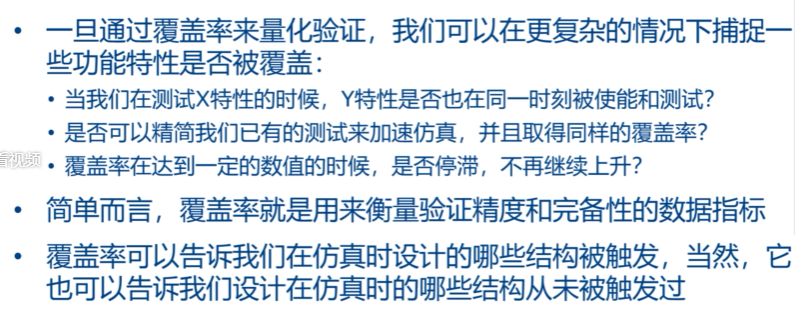 • 一旦通过覆盖率来量化验证，我们可以在更复杂的情况下捕捉一
些功能特性是否被覆盖：
• 当我们在测试X特性的时候，Y特性是否也在同一时刻被使能和测试？
• 是否可以精简我们已有的测试来加速仿真，并且取得同样的覆盖率？
• 覆盖率在达到一定的数值的时候，是否停滞，不再继续上升？
视频
• 简单而言，覆盖率就是用来衡量验证精度和完备性的数据指标
• 覆盖率可以告诉我们在仿真时设计的哪些结构被触发，当然，它
也可以告诉我们设计在仿真时的哪些结构从未被触发过